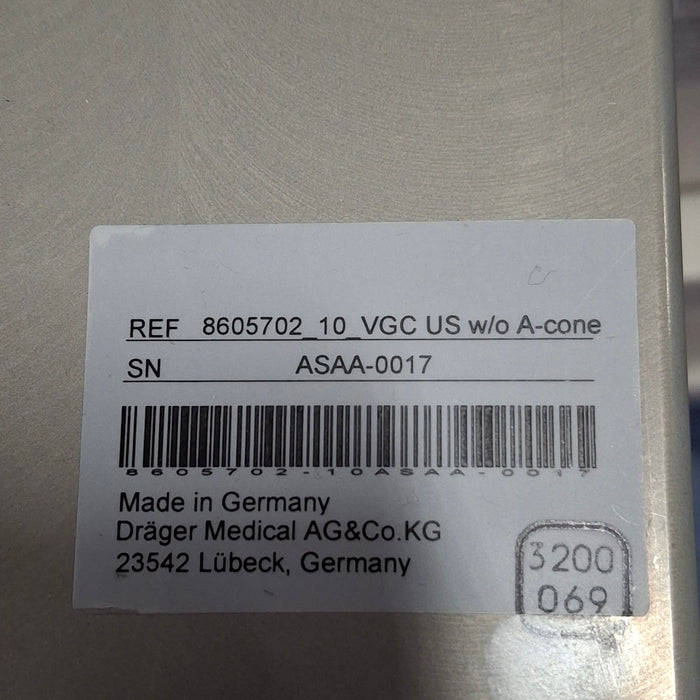 REF 8605702_10_VGC US w/o A-cone
SN ASAA-0017
8605702-10ASAA-0017
Made in Germany
Dräger Medical AG&Co.KG
23542 Lübeck, Germany
3200
069